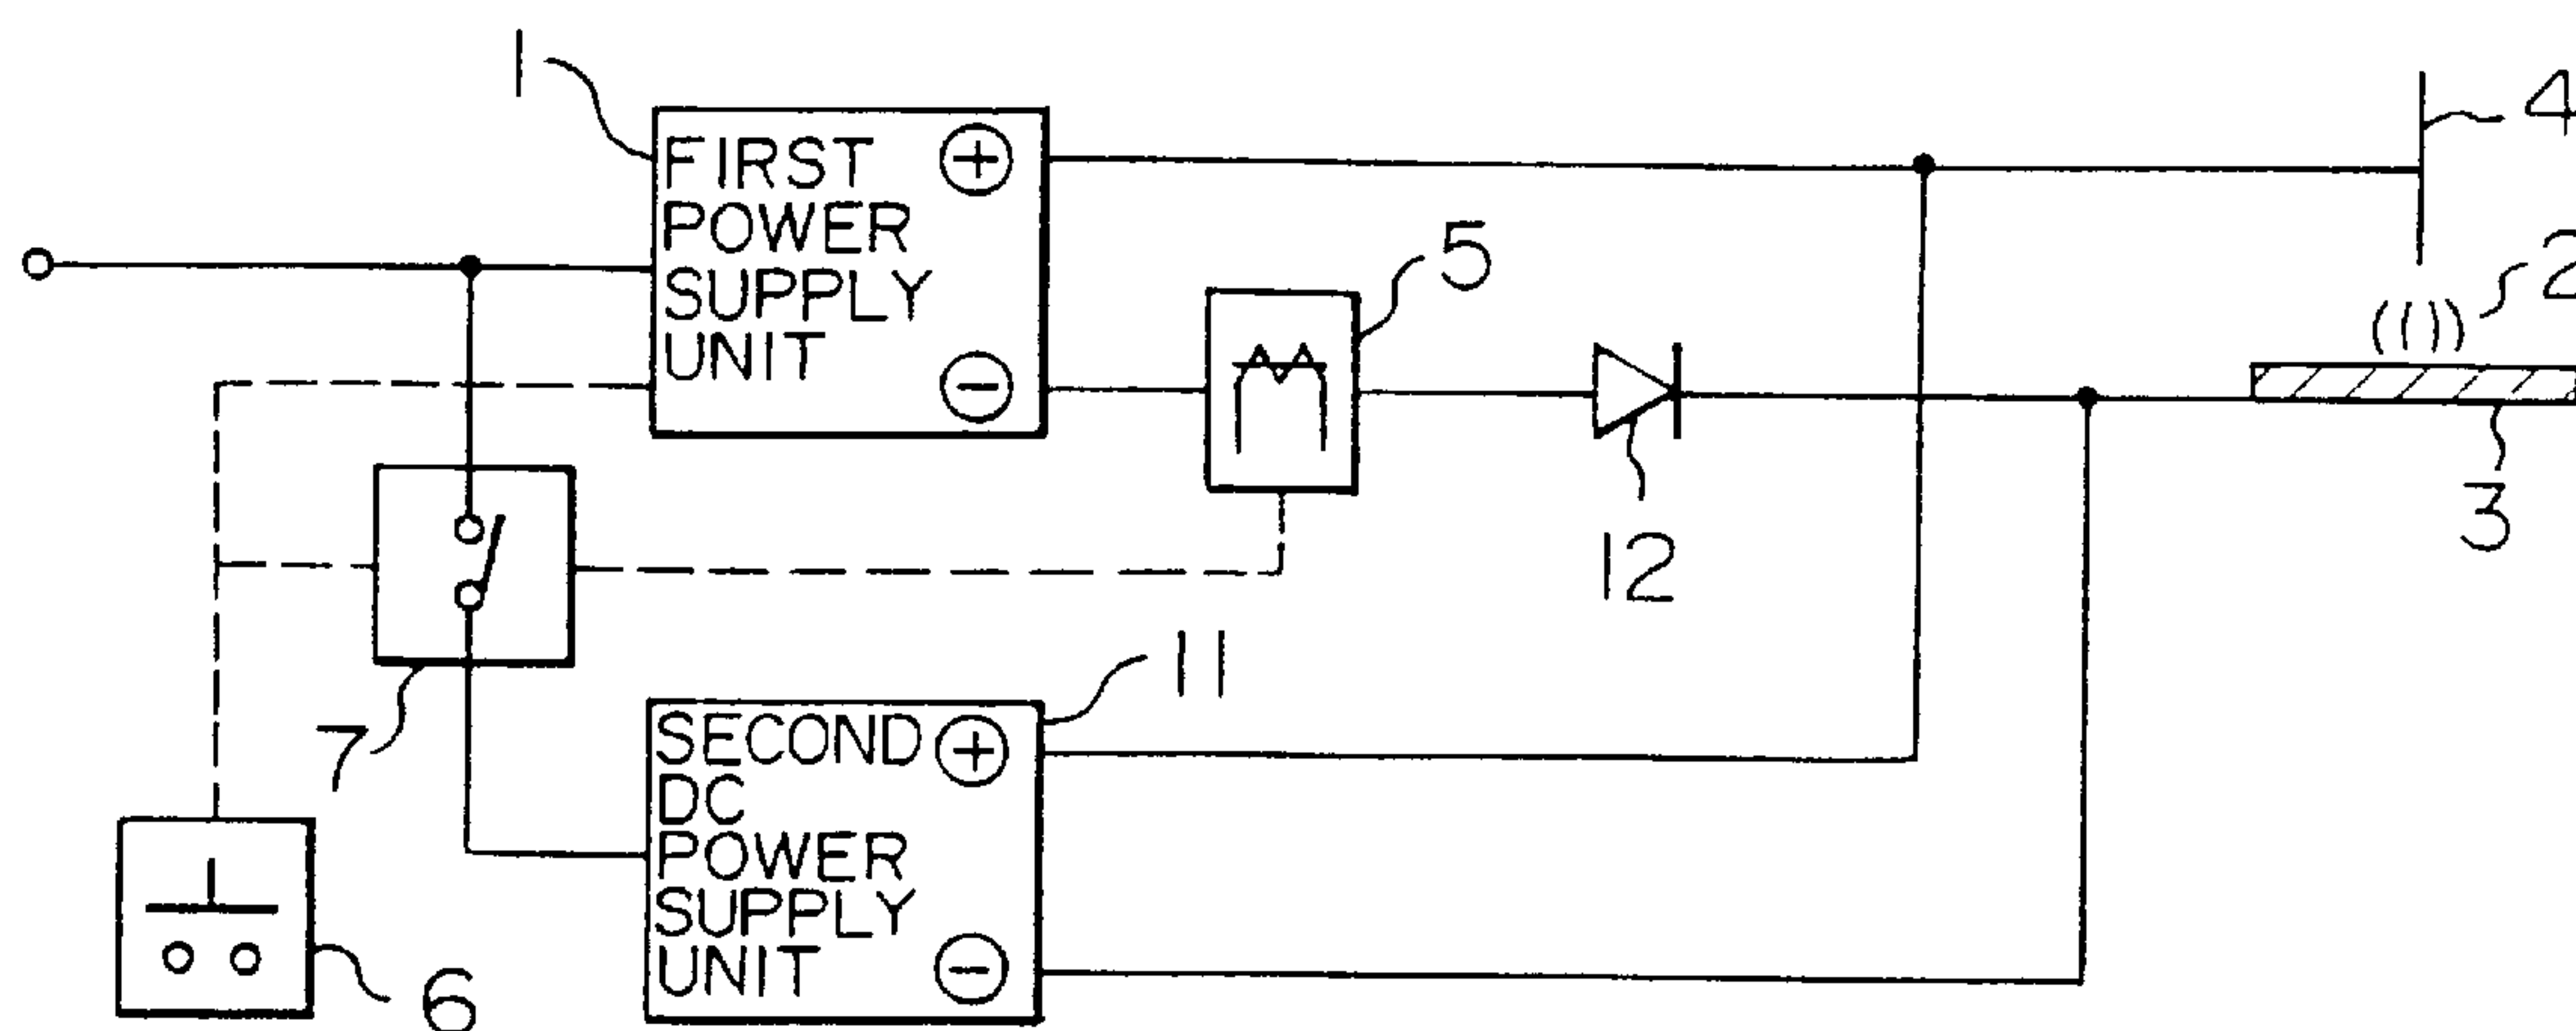 1
FIRST
POWER
SUPPLY
UNIT
+
−
4
2
5
12
3
7
11
SECOND
DC
POWER
SUPPLY
UNIT
+
−
6